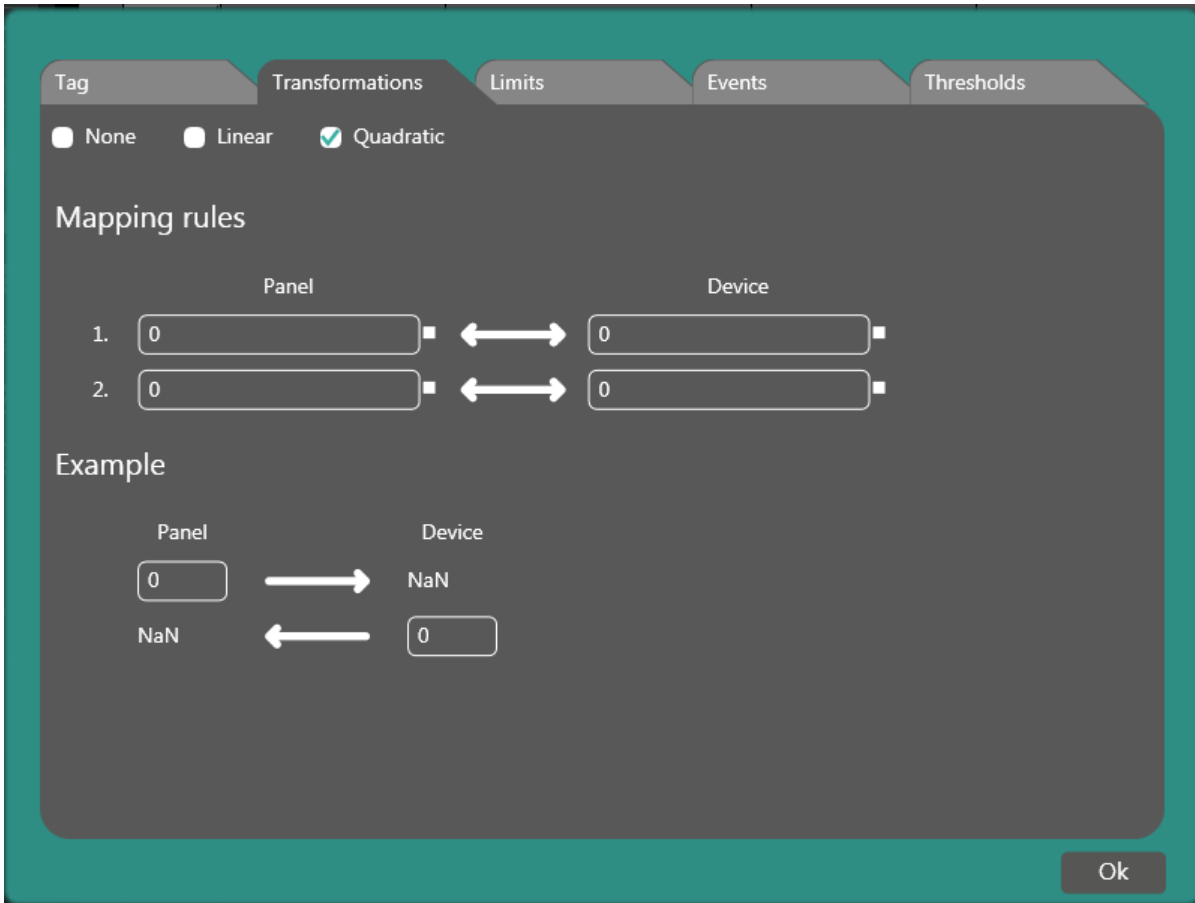 Tag Transformations Limits Events Thresholds
None Linear Quadratic
Mapping rules
Panel Device
1. 0 0
2. 0 0
Example
Panel Device
0 NaN
NaN 0
Ok